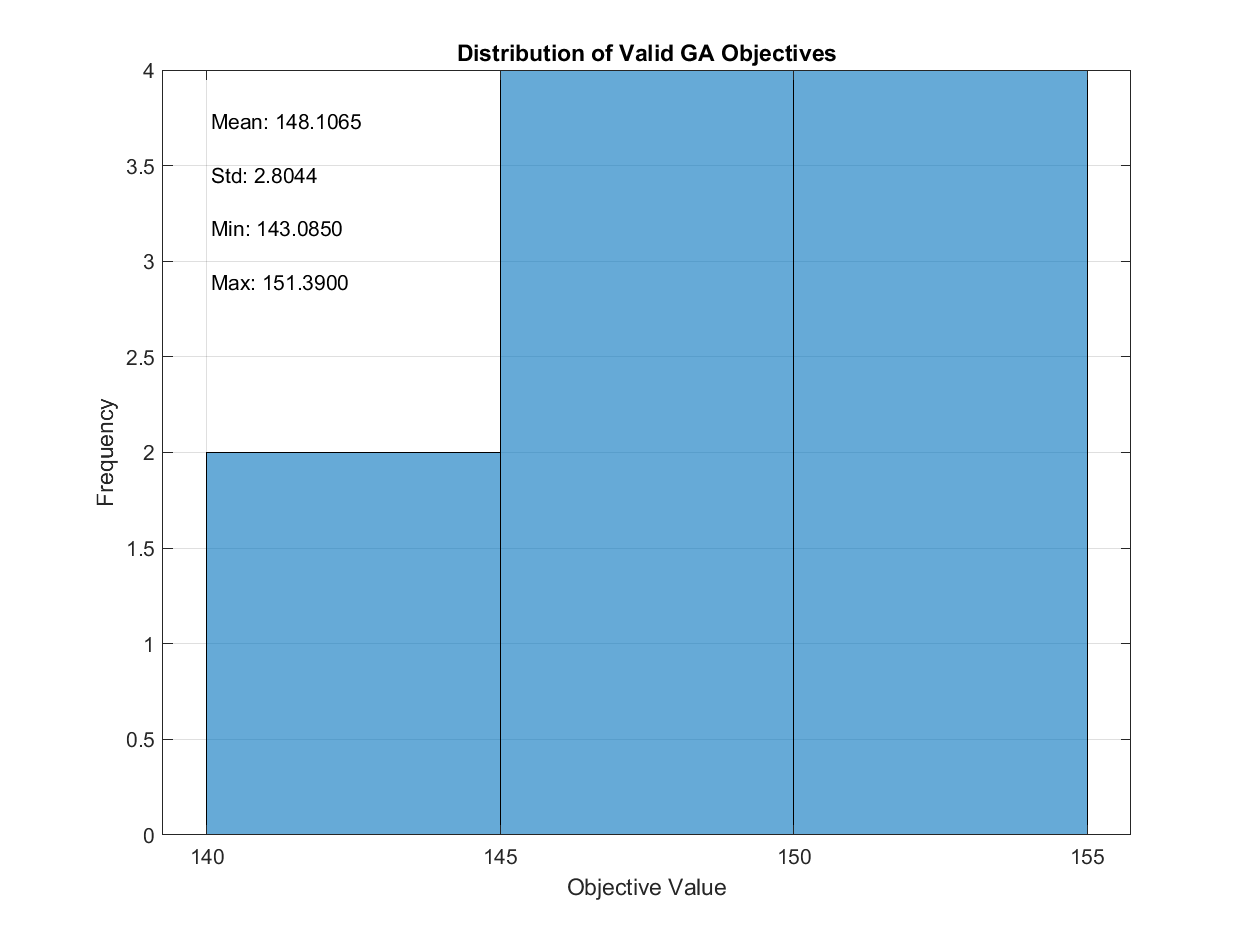 Distribution of Valid GA Objectives
4
3.5
3
2.5
2
1.5
1
0.5
0
Frequency
Mean: 148.1065
Std: 2.8044
Min: 143.0850
Max: 151.3900
140 145 150 155
Objective Value